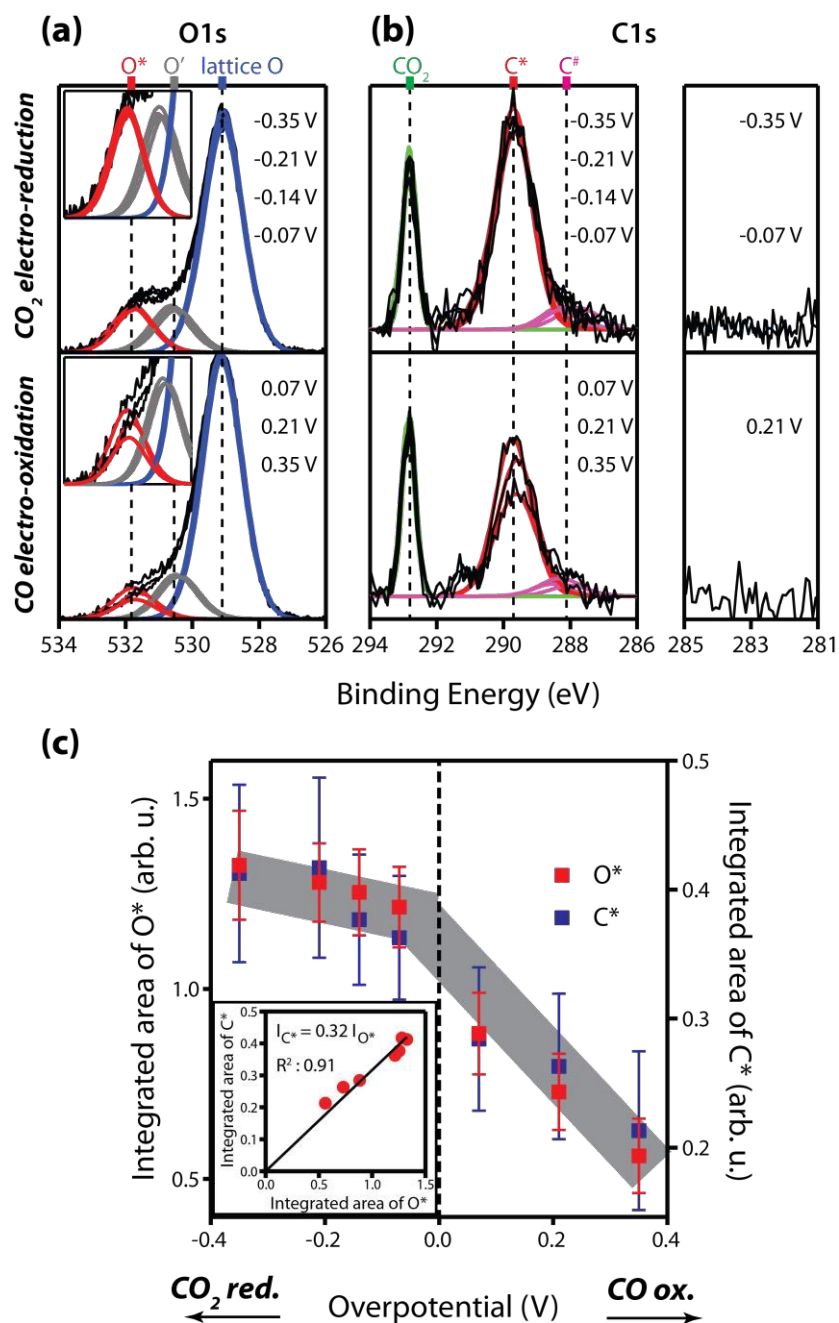 (a) O1s
O* O′ lattice O
CO₂ electro-reduction
-0.35 V
-0.21 V
-0.14 V
-0.07 V
CO electro-oxidation
0.07 V
0.21 V
0.35 V
534 532 530 528 526
(b) C1s
CO₂ C* C#
-0.35 V
-0.21 V
-0.14 V
-0.07 V
0.07 V
0.21 V
0.35 V
294 292 290 288 286
-0.35 V
-0.07 V
0.21 V
285 283 281
Binding Energy (eV)
(c)
Integrated area of O* (arb. u.)
1.5
1.0
0.5
Integrated area of C* (arb. u.)
0.5
0.4
0.3
0.2
O*
C*
Integrated area of C*
0.5
0.4
0.3
0.2
0.1
0.0
I_C* = 0.32 I_O*
R² : 0.91
0.0 0.5 1.0 1.5
Integrated area of O*
-0.4 -0.2 0.0 0.2 0.4
CO₂ red. Overpotential (V) CO ox.